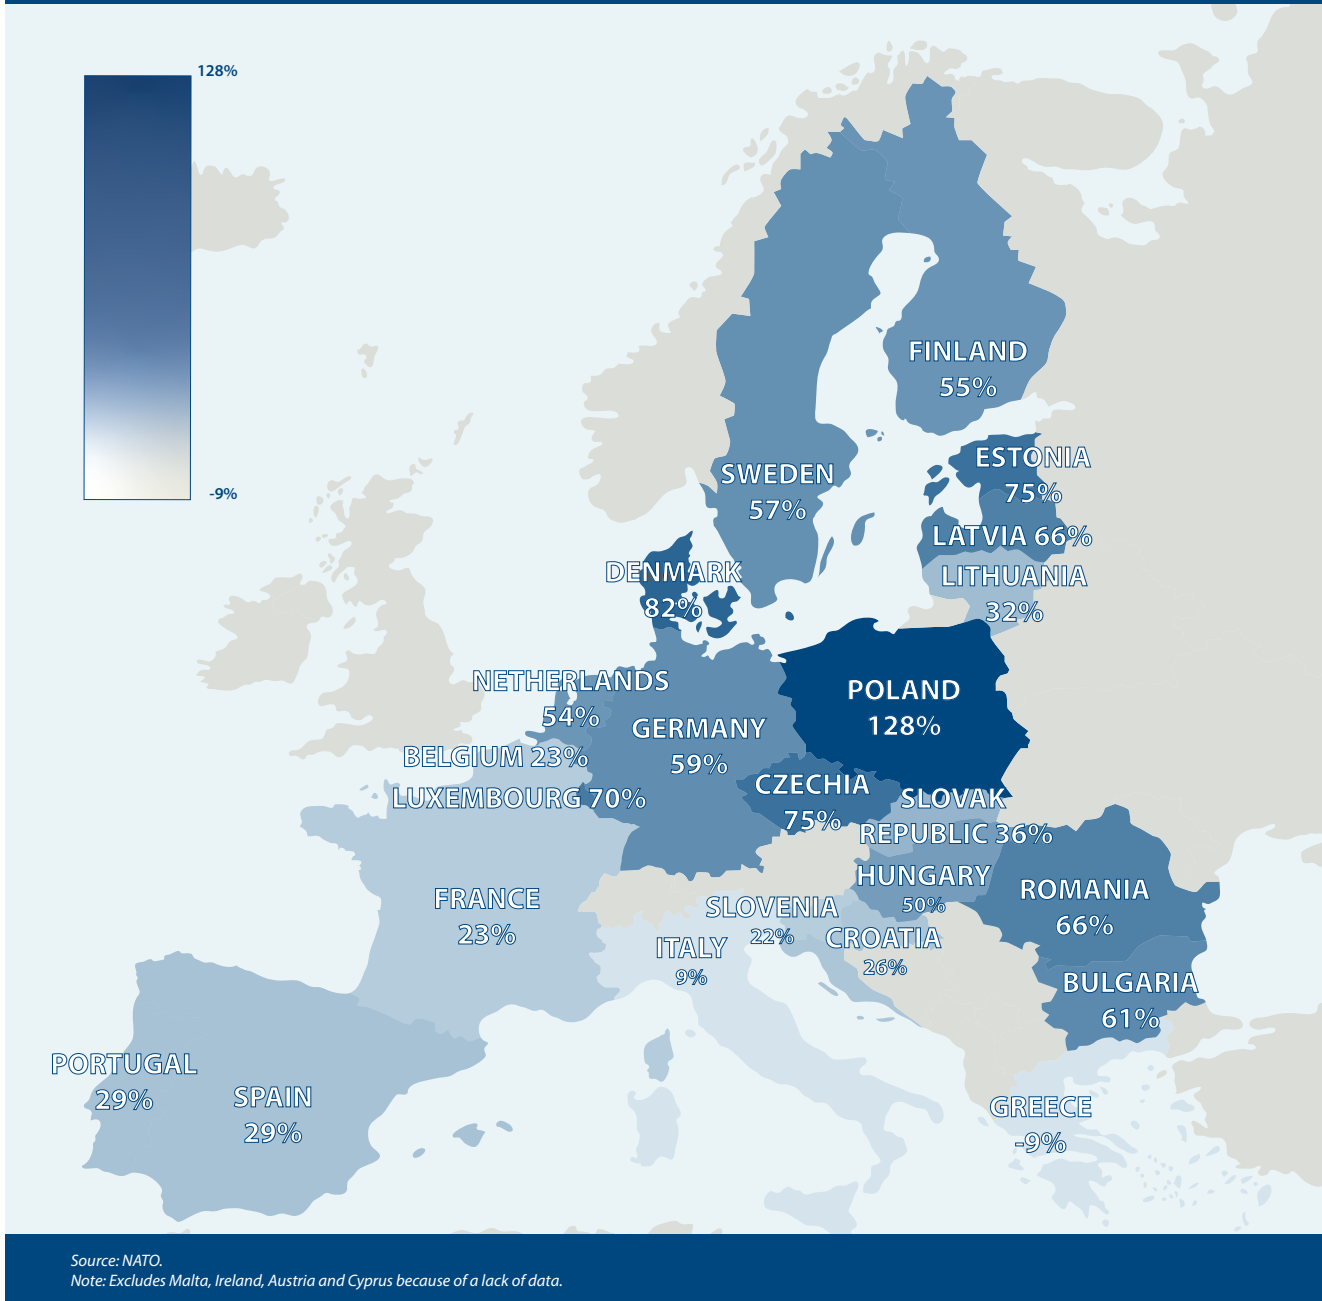 128%
-9%
FINLAND
55%
ESTONIA
75%
SWEDEN
57%
LATVIA 66%
DENMARK
82%
LITHUANIA
32%
NETHERLANDS
54%
POLAND
128%
GERMANY
59%
BELGIUM 23%
LUXEMBOURG 70%
CZECHIA
75%
SLOVAK
REPUBLIC 36%
HUNGARY
50%
ROMANIA
66%
FRANCE
23%
SLOVENIA
22%
CROATIA
26%
ITALY
9%
BULGARIA
61%
PORTUGAL
29%
SPAIN
29%
GREECE
-9%
Source: NATO.
Note: Excludes Malta, Ireland, Austria and Cyprus because of a lack of data.